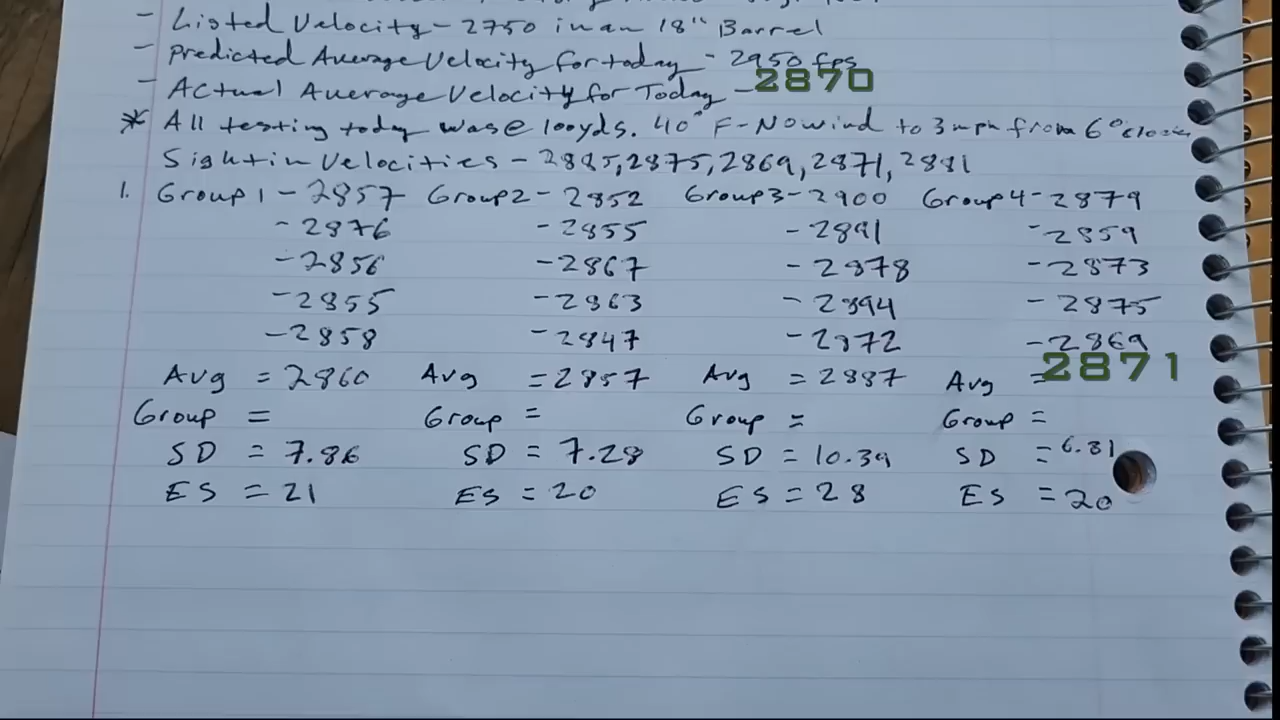 - Listed Velocity - 2750 in an 18" Barrel
- Predicted Average Velocity for today - 2950 fps
- Actual Average Velocity for Today - 2870
* All testing today was @ 100yds. 40° F - No wind to 3 mph from 6 o'clock
Sight in Velocities - 2885, 2875, 2869, 2871, 2881
1. Group 1 - 2857 Group 2 - 2852 Group 3 - 2900 Group 4 - 2879
- 2876 - 2855 - 2891 - 2859
- 2856 - 2867 - 2878 - 2873
- 2855 - 2863 - 2894 - 2875
- 2858 - 2847 - 2872 - 2869
Avg = 2860 Avg = 2857 Avg = 2887 Avg = 2871
Group = Group = Group = Group =
SD = 7.86 SD = 7.28 SD = 10.39 SD = 6.81
ES = 21 ES = 20 ES = 28 ES = 20